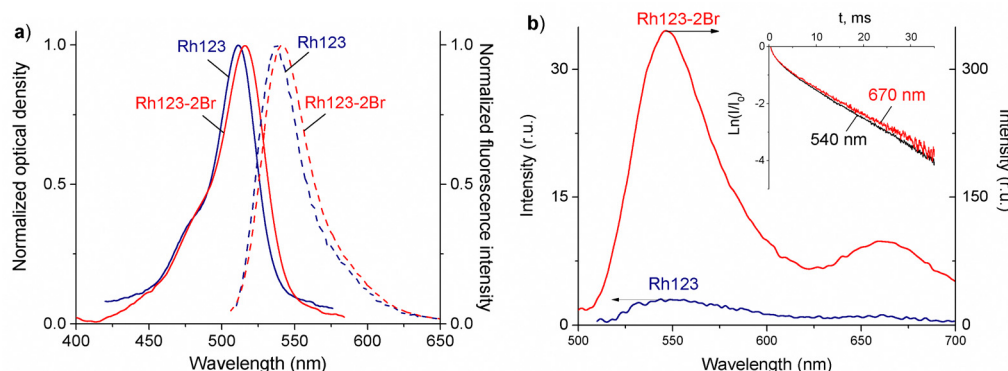 a)
Rh123
Rh123
Rh123-2Br
Rh123-2Br
1.0
0.5
0.0
1.0
0.5
0.0
Normalized optical density
Normalized fluorescence intensity
400 450 500 550 600 650
Wavelength (nm)
b)
Rh123-2Br
Rh123
30
15
0
300
150
0
Intensity (r.u.)
Intensity (r.u.)
500 550 600 650 700
Wavelength (nm)
t, ms
0 10 20 30
0
-2
-4
Ln(I/I0)
670 nm
540 nm